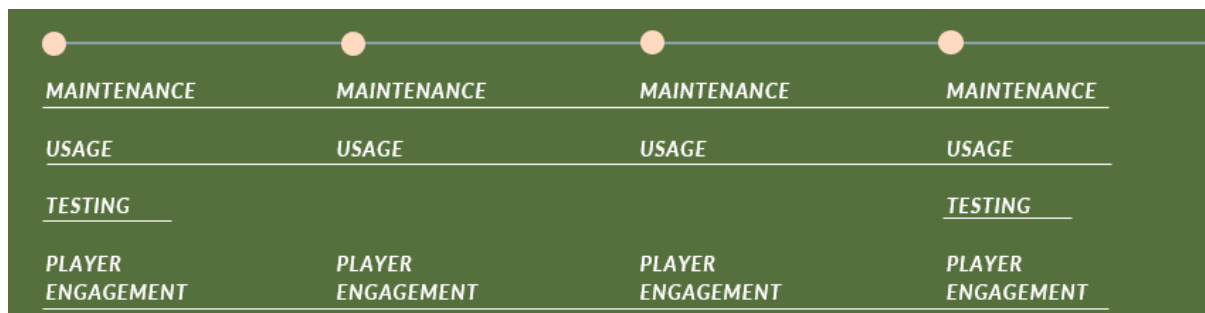 MAINTENANCE MAINTENANCE MAINTENANCE MAINTENANCE
USAGE USAGE USAGE USAGE
TESTING TESTING
PLAYER PLAYER PLAYER PLAYER
ENGAGEMENT ENGAGEMENT ENGAGEMENT ENGAGEMENT